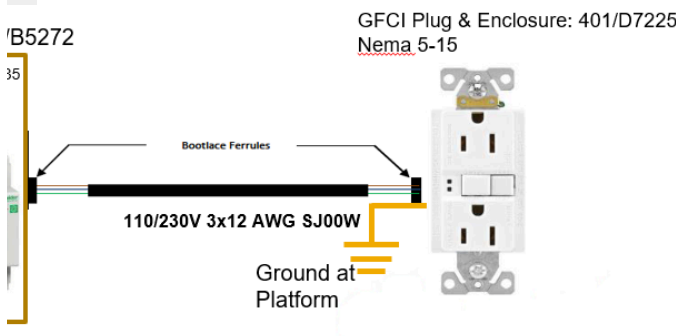 GFCI Plug & Enclosure: 401/D7225
Nema 5-15
/B5272
35
Bootlace Ferrules
110/230V 3x12 AWG SJ00W
Ground at
Platform